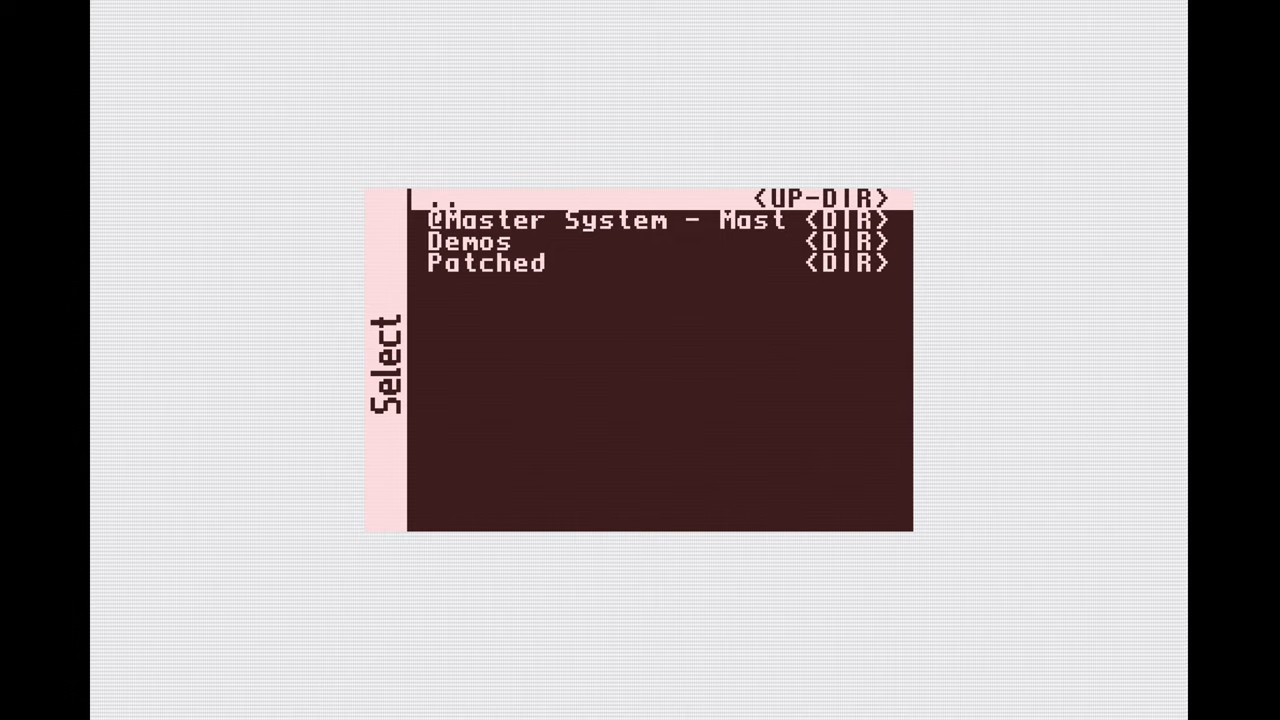 Select
.. <UP-DIR>
@Master System - Mast <DIR>
Demos <DIR>
Patched <DIR>